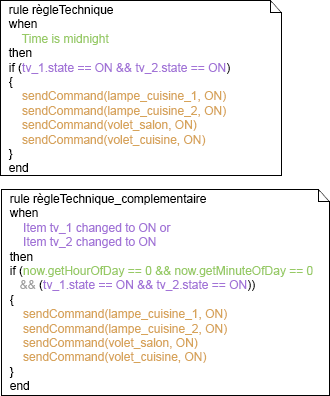 rule règleTechnique
when
Time is midnight
then
if (tv_1.state == ON && tv_2.state == ON)
{
sendCommand(lampe_cuisine_1, ON)
sendCommand(lampe_cuisine_2, ON)
sendCommand(volet_salon, ON)
sendCommand(volet_cuisine, ON)
}
end
rule règleTechnique_complementaire
when
Item tv_1 changed to ON or
Item tv_2 changed to ON
then
if (now.getHourOfDay == 0 && now.getMinuteOfDay == 0
&& (tv_1.state == ON && tv_2.state == ON))
{
sendCommand(lampe_cuisine_1, ON)
sendCommand(lampe_cuisine_2, ON)
sendCommand(volet_salon, ON)
sendCommand(volet_cuisine, ON)
}
end